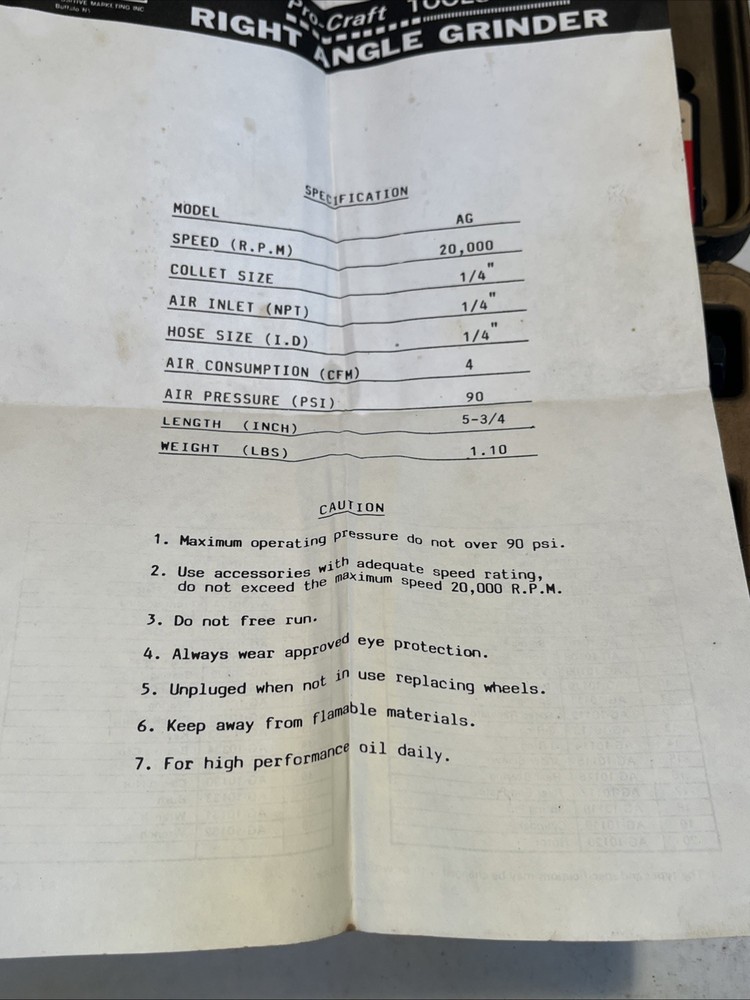 MARKETING INC
Pro-Craft TOOLS
RIGHT ANGLE GRINDER
SPECIFICATION
MODEL AG
SPEED (R.P.M) 20,000
COLLET SIZE 1/4"
AIR INLET (NPT) 1/4"
HOSE SIZE (I.D) 1/4"
AIR CONSUMPTION (CFM) 4
AIR PRESSURE (PSI) 90
LENGTH (INCH) 5-3/4
WEIGHT (LBS) 1.10
CAUTION
1. Maximum operating pressure do not over 90 psi.
2. Use accessories with adequate speed rating,
do not exceed the maximum speed 20,000 R.P.M.
3. Do not free run.
4. Always wear approved eye protection.
5. Unpluged when not in use replacing wheels.
6. Keep away from flamable materials.
7. For high performance oil daily.